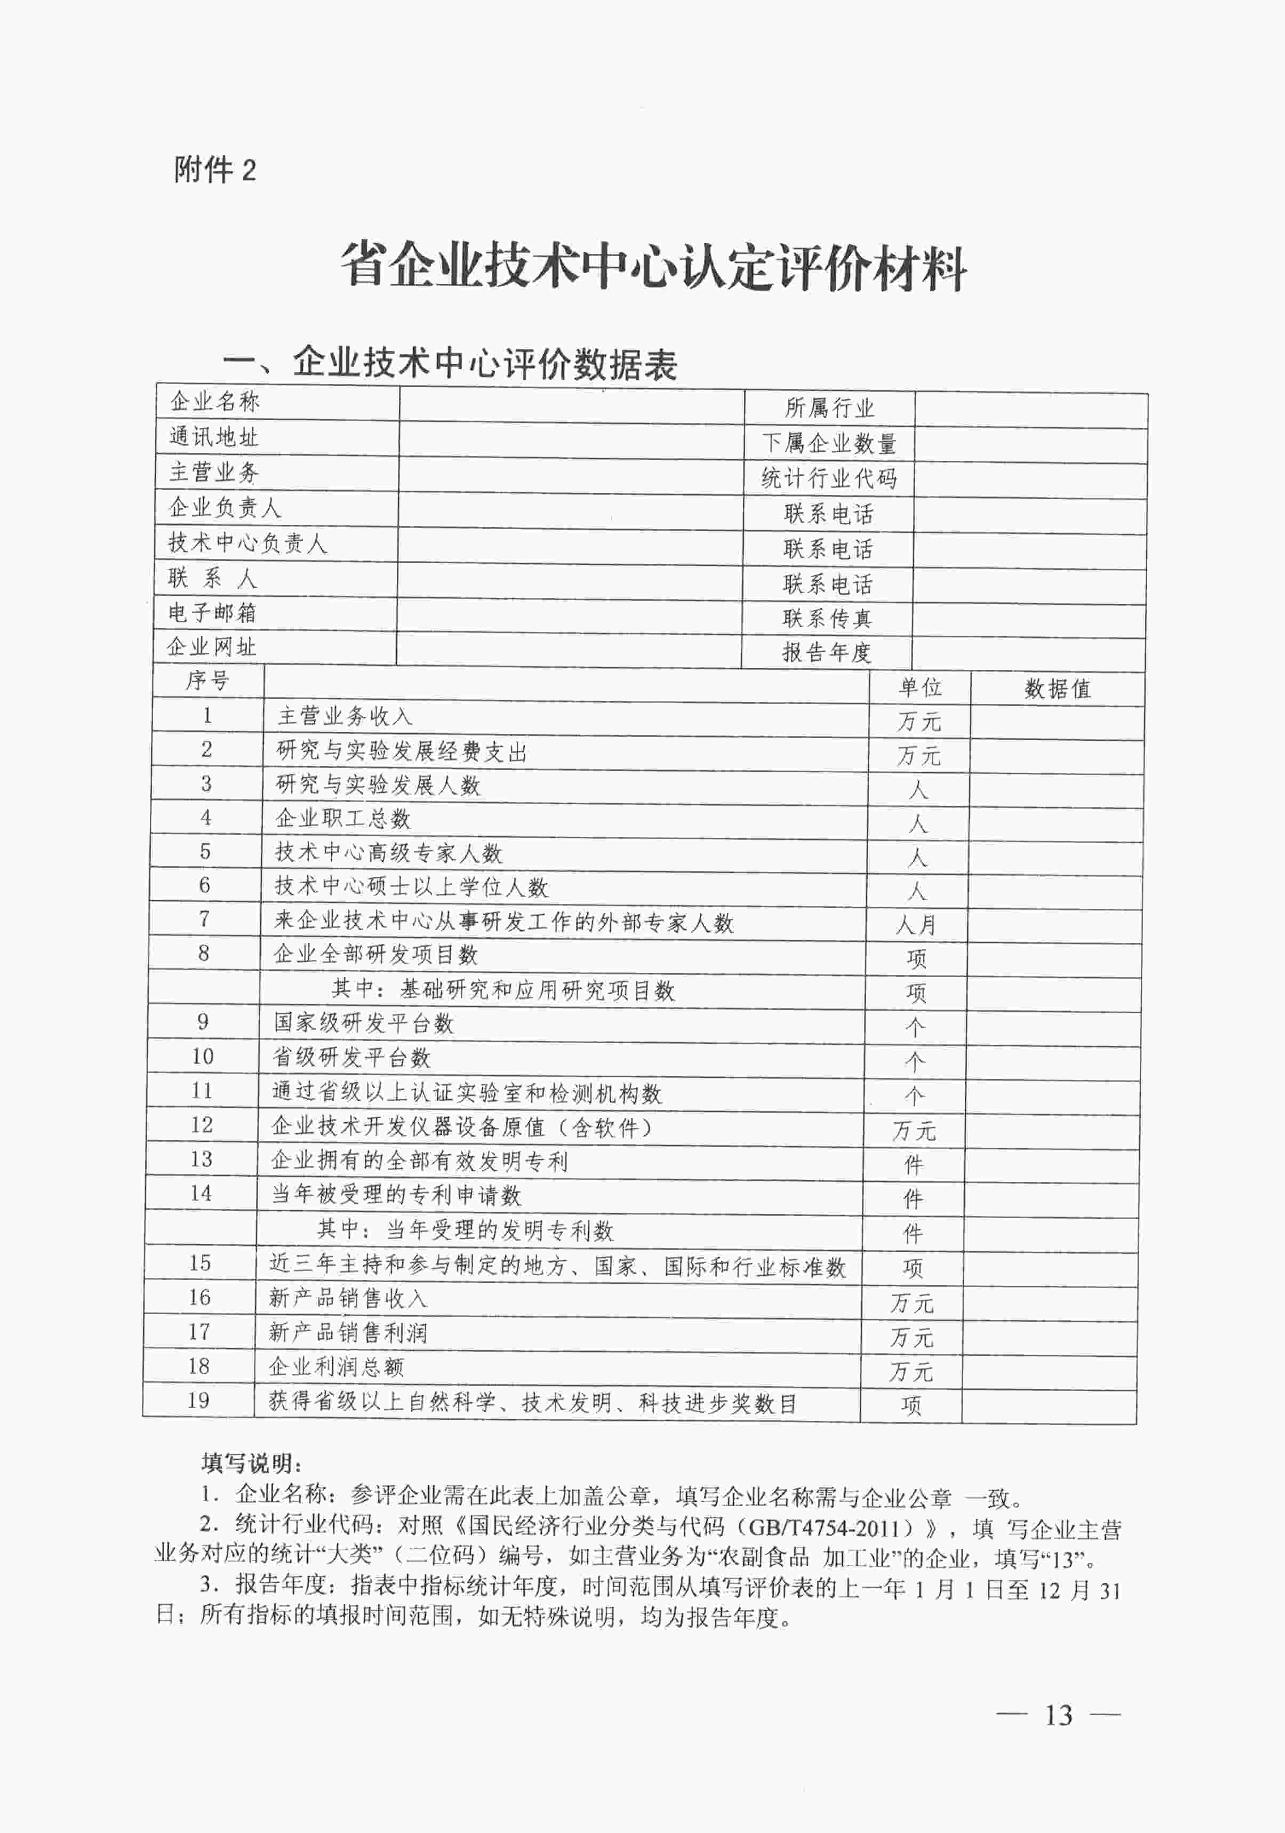 附件 2
省企业技术中心认定评价材料
一、企业技术中心评价数据表
企业名称 所属行业
通讯地址 下属企业数量
主营业务 统计行业代码
企业负责人 联系电话
技术中心负责人 联系电话
联 系 人 联系电话
电子邮箱 联系传真
企业网址 报告年度
序号 单位 数据值
1 主营业务收入 万元
2 研究与实验发展经费支出 万元
3 研究与实验发展人数 人
4 企业职工总数 人
5 技术中心高级专家人数 人
6 技术中心硕士以上学位人数 人
7 来企业技术中心从事研发工作的外部专家人数 人月
8 企业全部研发项目数 项
其中：基础研究和应用研究项目数 项
9 国家级研发平台数 个
10 省级研发平台数 个
11 通过省级以上认证实验室和检测机构数 个
12 企业技术开发仪器设备原值（含软件） 万元
13 企业拥有的全部有效发明专利 件
14 当年被受理的专利申请数 件
其中：当年受理的发明专利数 件
15 近三年主持和参与制定的地方、国家、国际和行业标准数 项
16 新产品销售收入 万元
17 新产品销售利润 万元
18 企业利润总额 万元
19 获得省级以上自然科学、技术发明、科技进步奖数目 项
填写说明：
1．企业名称：参评企业需在此表上加盖公章，填写企业名称需与企业公章 一致。
2．统计行业代码：对照《国民经济行业分类与代码（GB/T4754-2011）》，填 写企业主营
业务对应的统计“大类”（二位码）编号，如主营业务为“农副食品 加工业”的企业，填写“13”。
3．报告年度：指表中指标统计年度，时间范围从填写评价表的上一年 1 月 1 日至 12 月 31
日；所有指标的填报时间范围，如无特殊说明，均为报告年度。
— 13 —